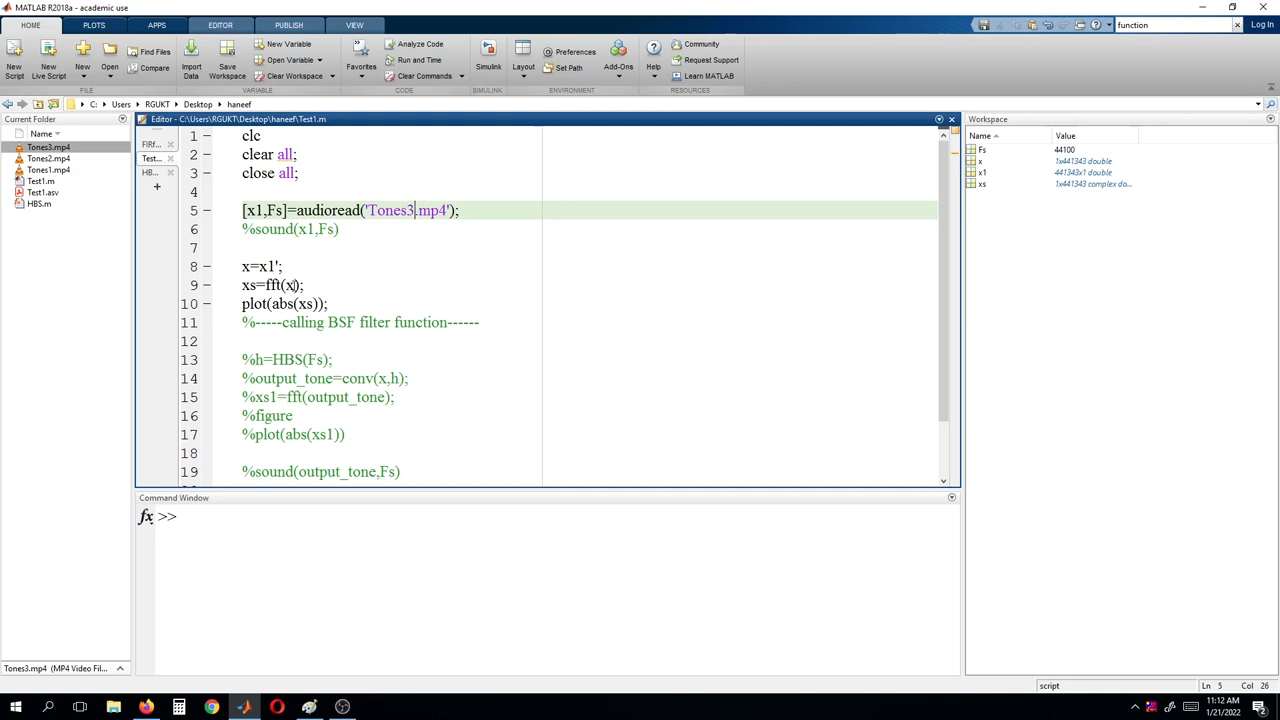 MATLAB R2018a - academic use
HOME PLOTS APPS EDITOR PUBLISH VIEW function Log In
New Script New Live Script New Open Find Files Compare Import Data Save Workspace New Variable Open Variable Clear Workspace Favorites Analyze Code Run and Time Clear Commands Simulink Layout Preferences Set Path Add-Ons Help Community Request Support Learn MATLAB
FILE VARIABLE CODE SIMULINK ENVIRONMENT RESOURCES
C: Users RGUKT Desktop haneef
Current Folder
Name
Tones3.mp4
Tones2.mp4
Tones1.mp4
Test1.m
Test1.asv
HBS.m
Tones3.mp4 (MP4 Video Fil...
Editor - C:\Users\RGUKT\Desktop\haneef\Test1.m
FIRf...
Test...
HB...
1 clc
2 clear all;
3 close all;
4
5 [x1,Fs]=audioread('Tones3.mp4');
6 %sound(x1,Fs)
7
8 x=x1';
9 xs=fft(x);
10 plot(abs(xs));
11 %-----calling BSF filter function------
12
13 %h=HBS(Fs);
14 %output_tone=conv(x,h);
15 %xs1=fft(output_tone);
16 %figure
17 %plot(abs(xs1))
18
19 %sound(output_tone,Fs)
Command Window
fx >>
Workspace
Name Value
Fs 44100
x 1x441343 double
x1 441343x1 double
xs 1x441343 complex do...
script Ln 5 Col 26
11:12 AM
1/21/2022
2